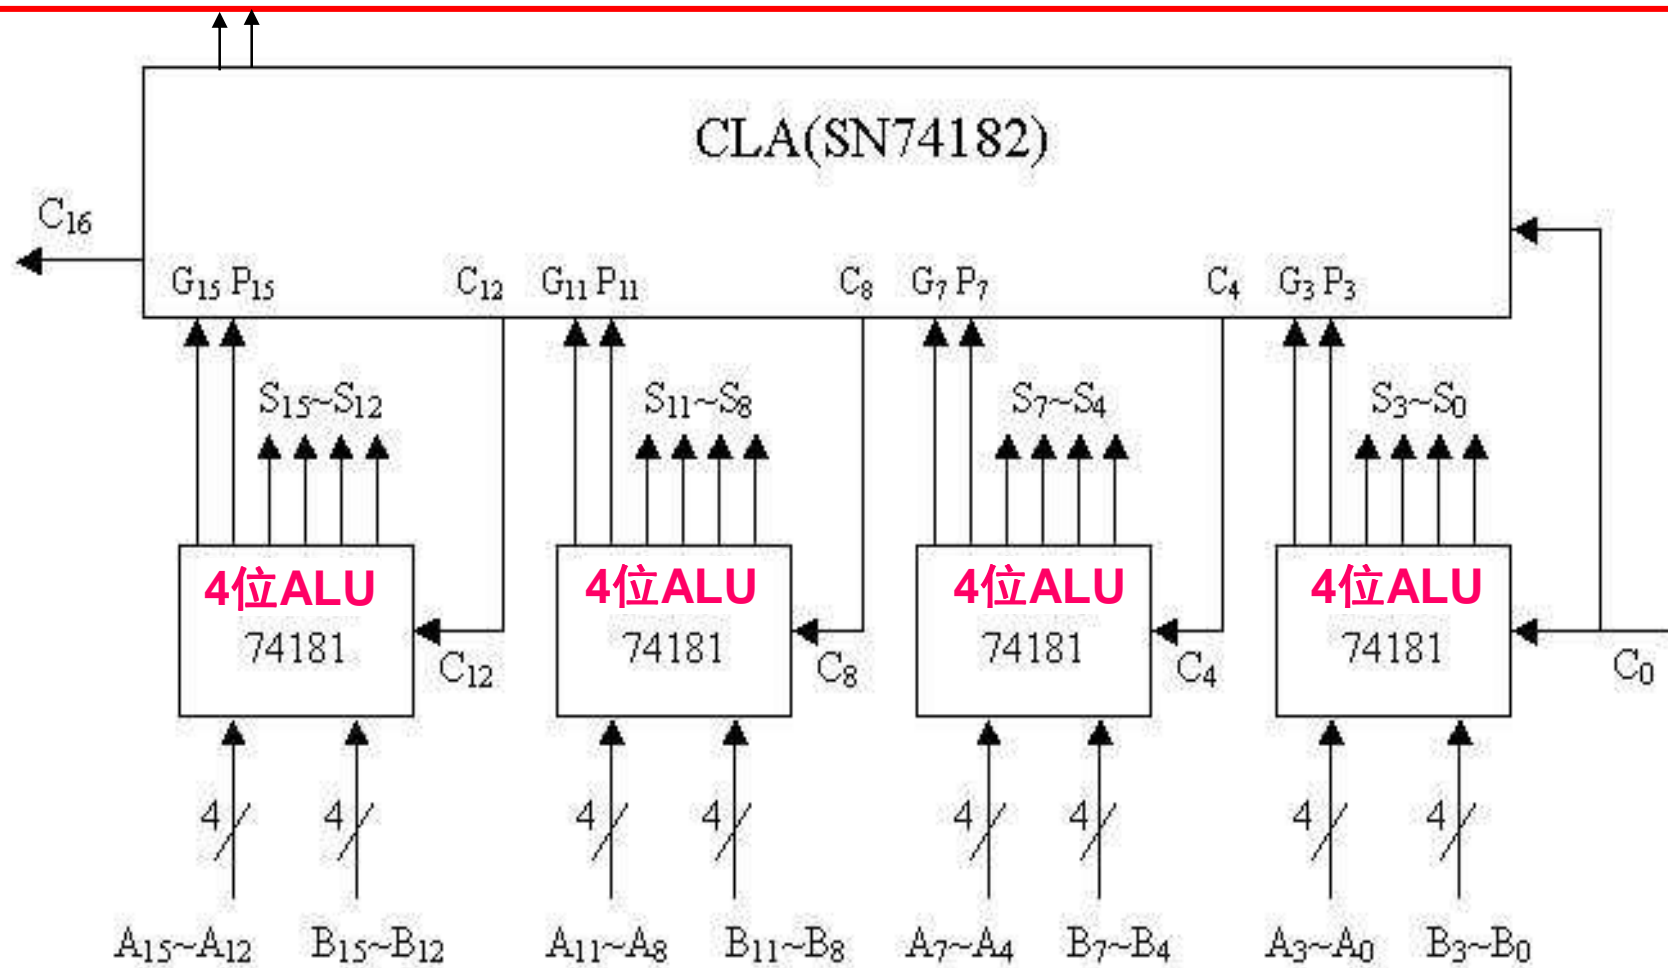 CLA(SN74182)
C16
G15 P15 C12 G11 P11 C8 G7 P7 C4 G3 P3
S15~S12 S11~S8 S7~S4 S3~S0
4位ALU 4位ALU 4位ALU 4位ALU
74181 74181 74181 74181
C12 C8 C4 C0
4 4 4 4 4 4 4 4
A15~A12 B15~B12 A11~A8 B11~B8 A7~A4 B7~B4 A3~A0 B3~B0